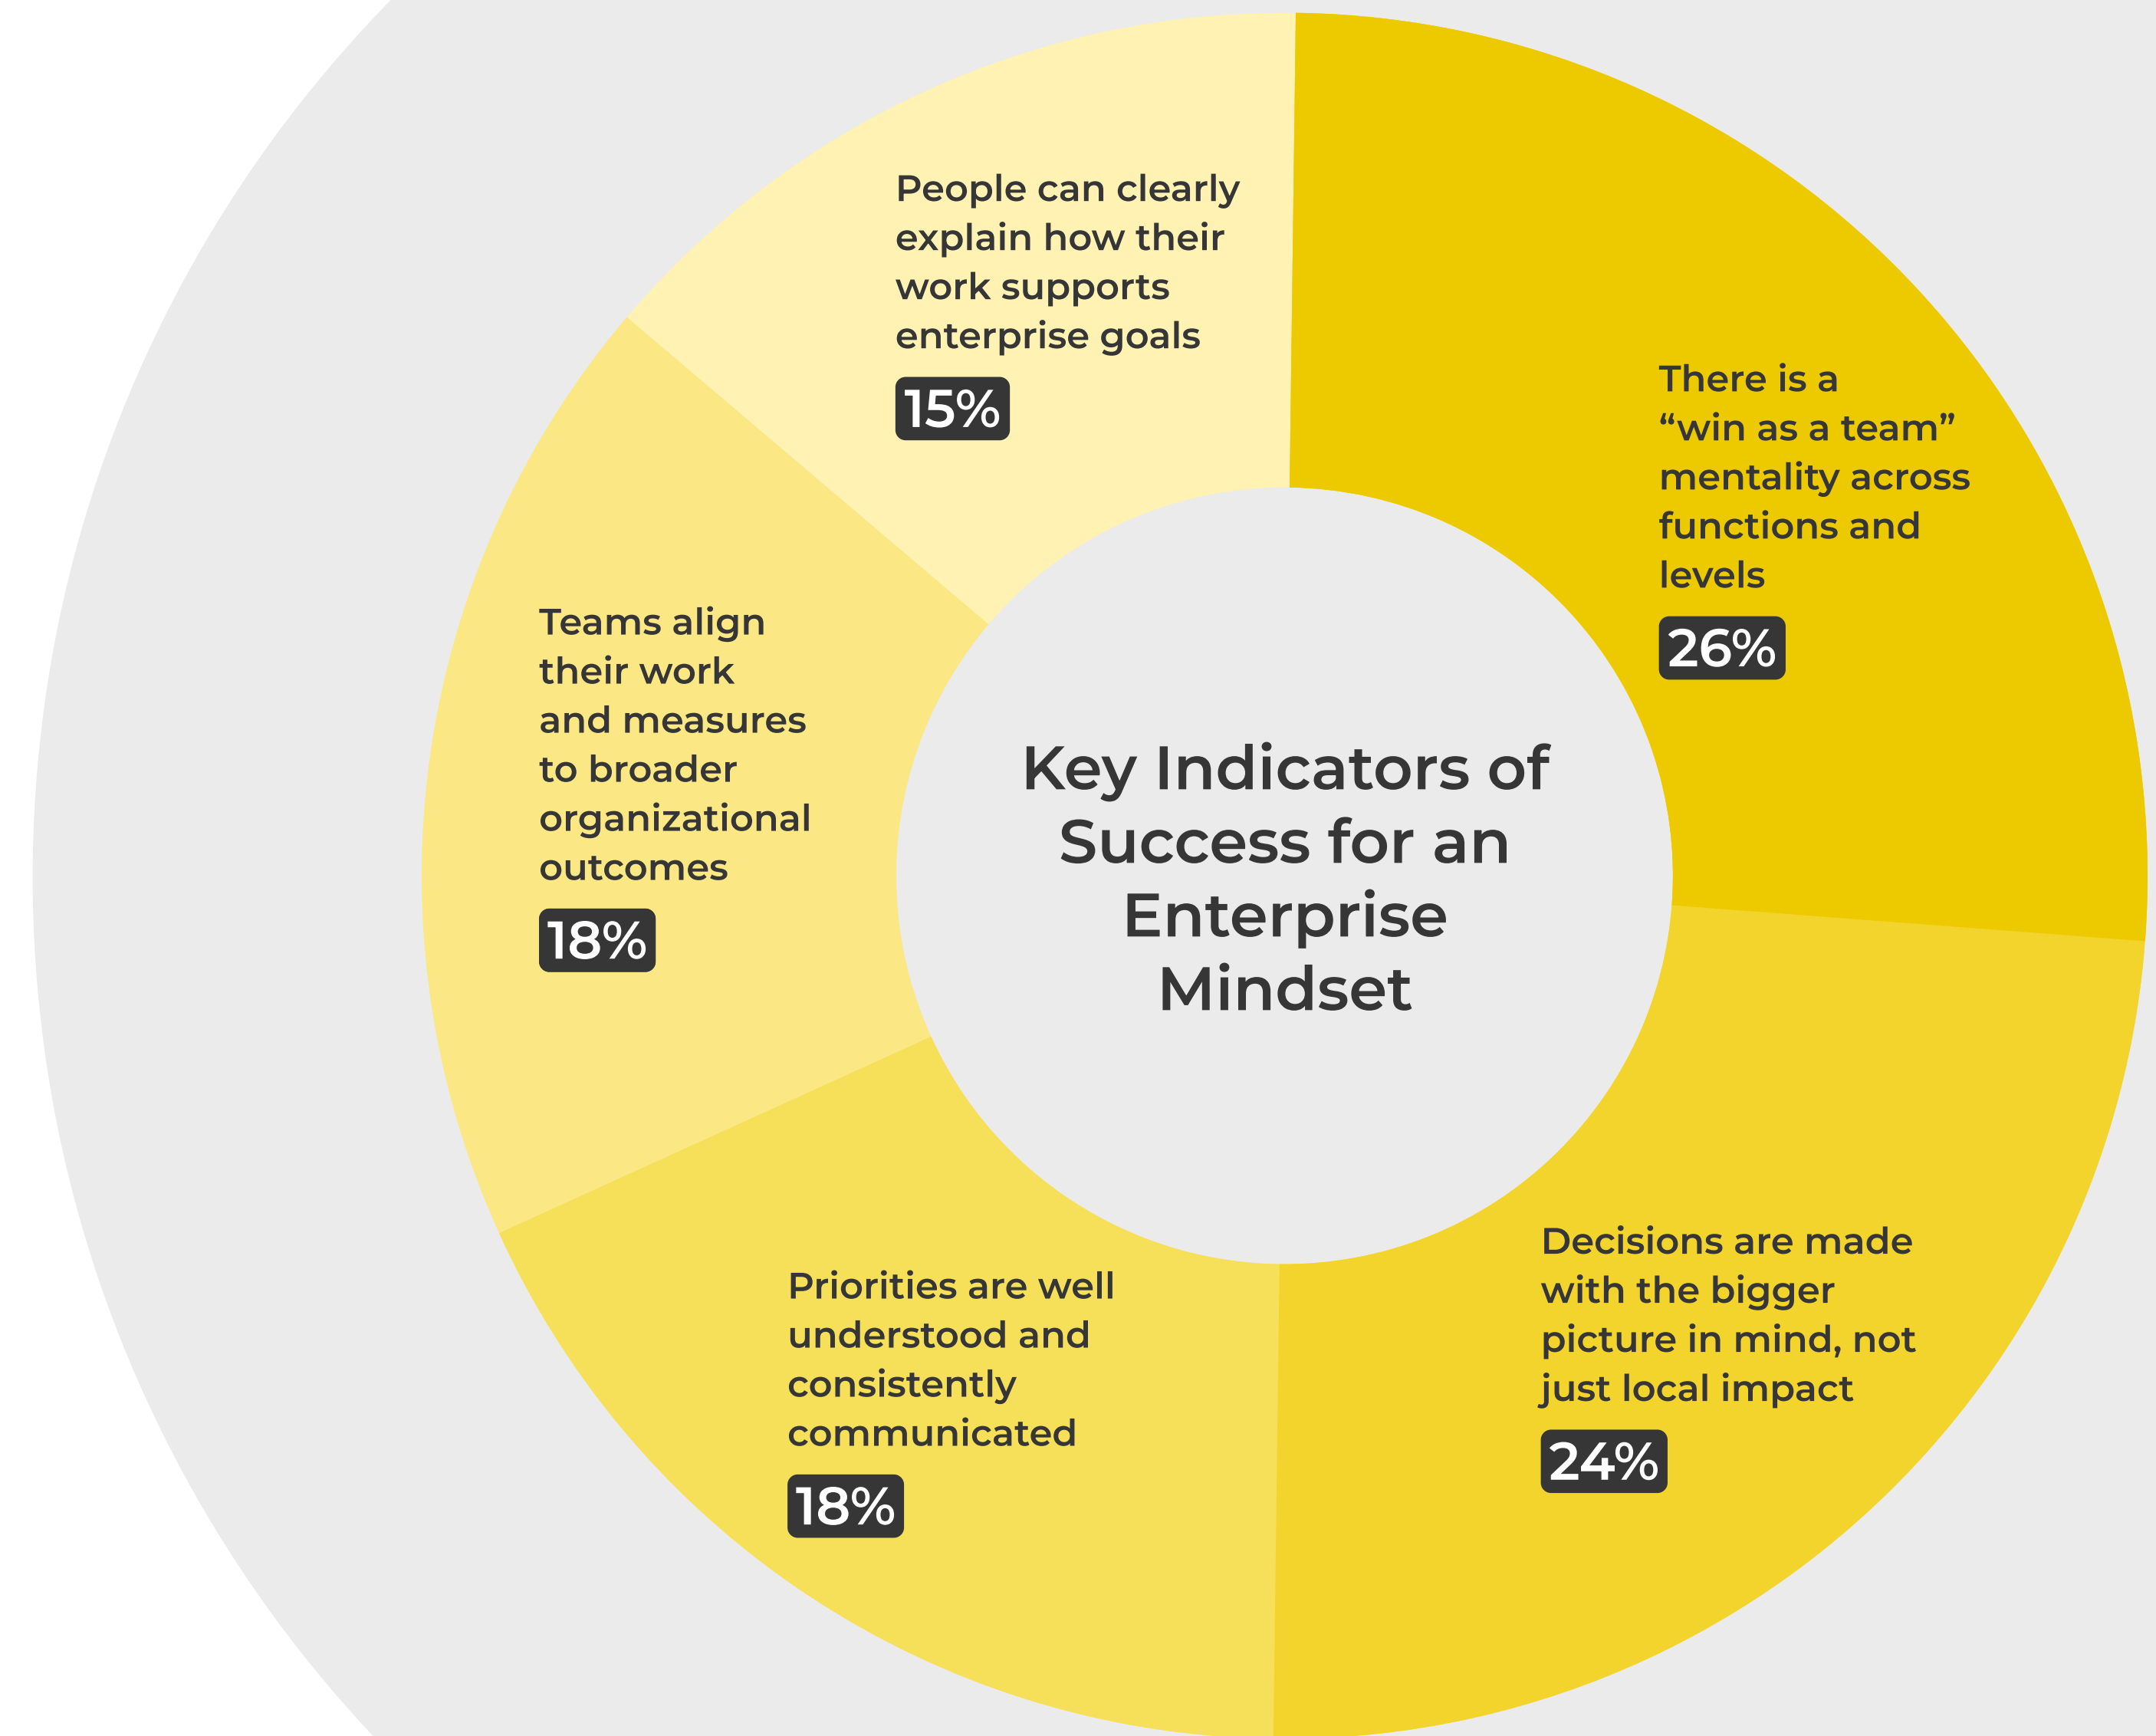 People can clearly
explain how their
work supports
enterprise goals
15%
There is a
“win as a team”
mentality across
functions and
levels
26%
Teams align
their work
and measures
to broader
organizational
outcomes
18%
Key Indicators of
Success for an
Enterprise
Mindset
Decisions are made
with the bigger
picture in mind, not
just local impact
24%
Priorities are well
understood and
consistently
communicated
18%